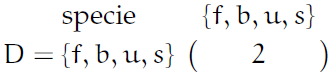 specie {f, b, u, s}
D = {f, b, u, s} ( 2 )